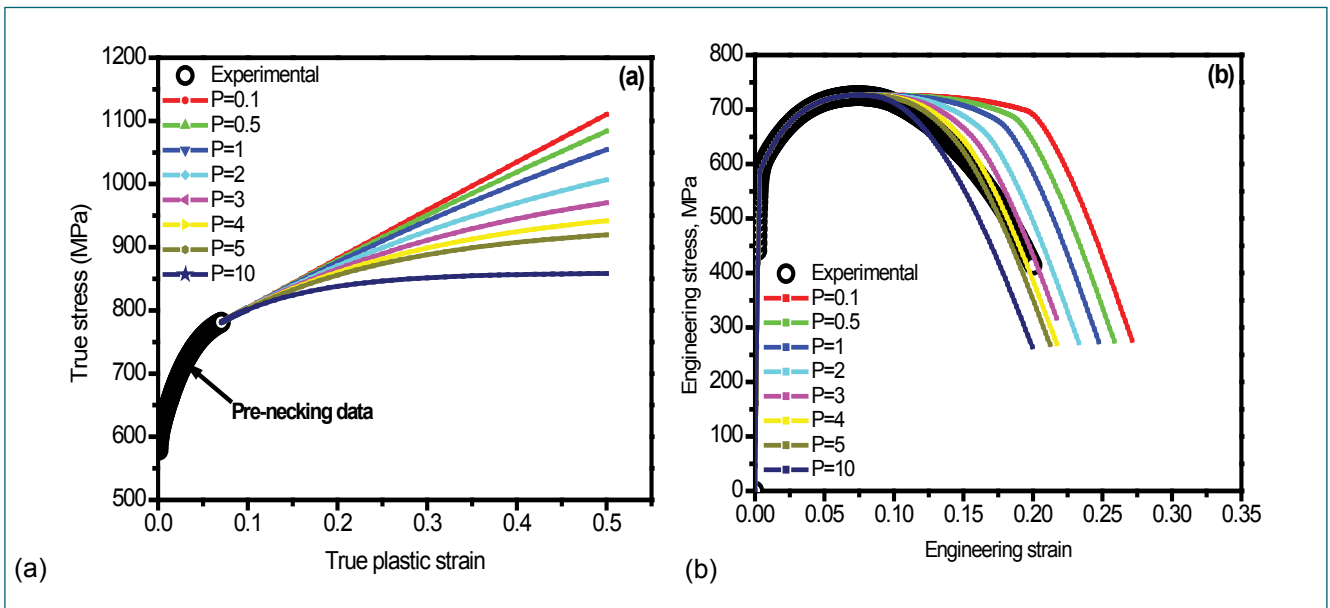 1200
1100
1000
900
800
700
600
500
True stress (MPa)
(a)
Experimental
P=0.1
P=0.5
P=1
P=2
P=3
P=4
P=5
P=10
Pre-necking data
0.0 0.1 0.2 0.3 0.4 0.5
True plastic strain
(a)
800
700
600
500
400
300
200
100
0
Engineering stress, MPa
(b)
Experimental
P=0.1
P=0.5
P=1
P=2
P=3
P=4
P=5
P=10
0.00 0.05 0.10 0.15 0.20 0.25 0.30 0.35
Engineering strain
(b)